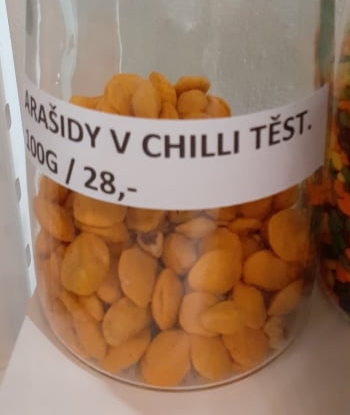 ARAŠIDY V CHILLI TĚST.
100G / 28,-